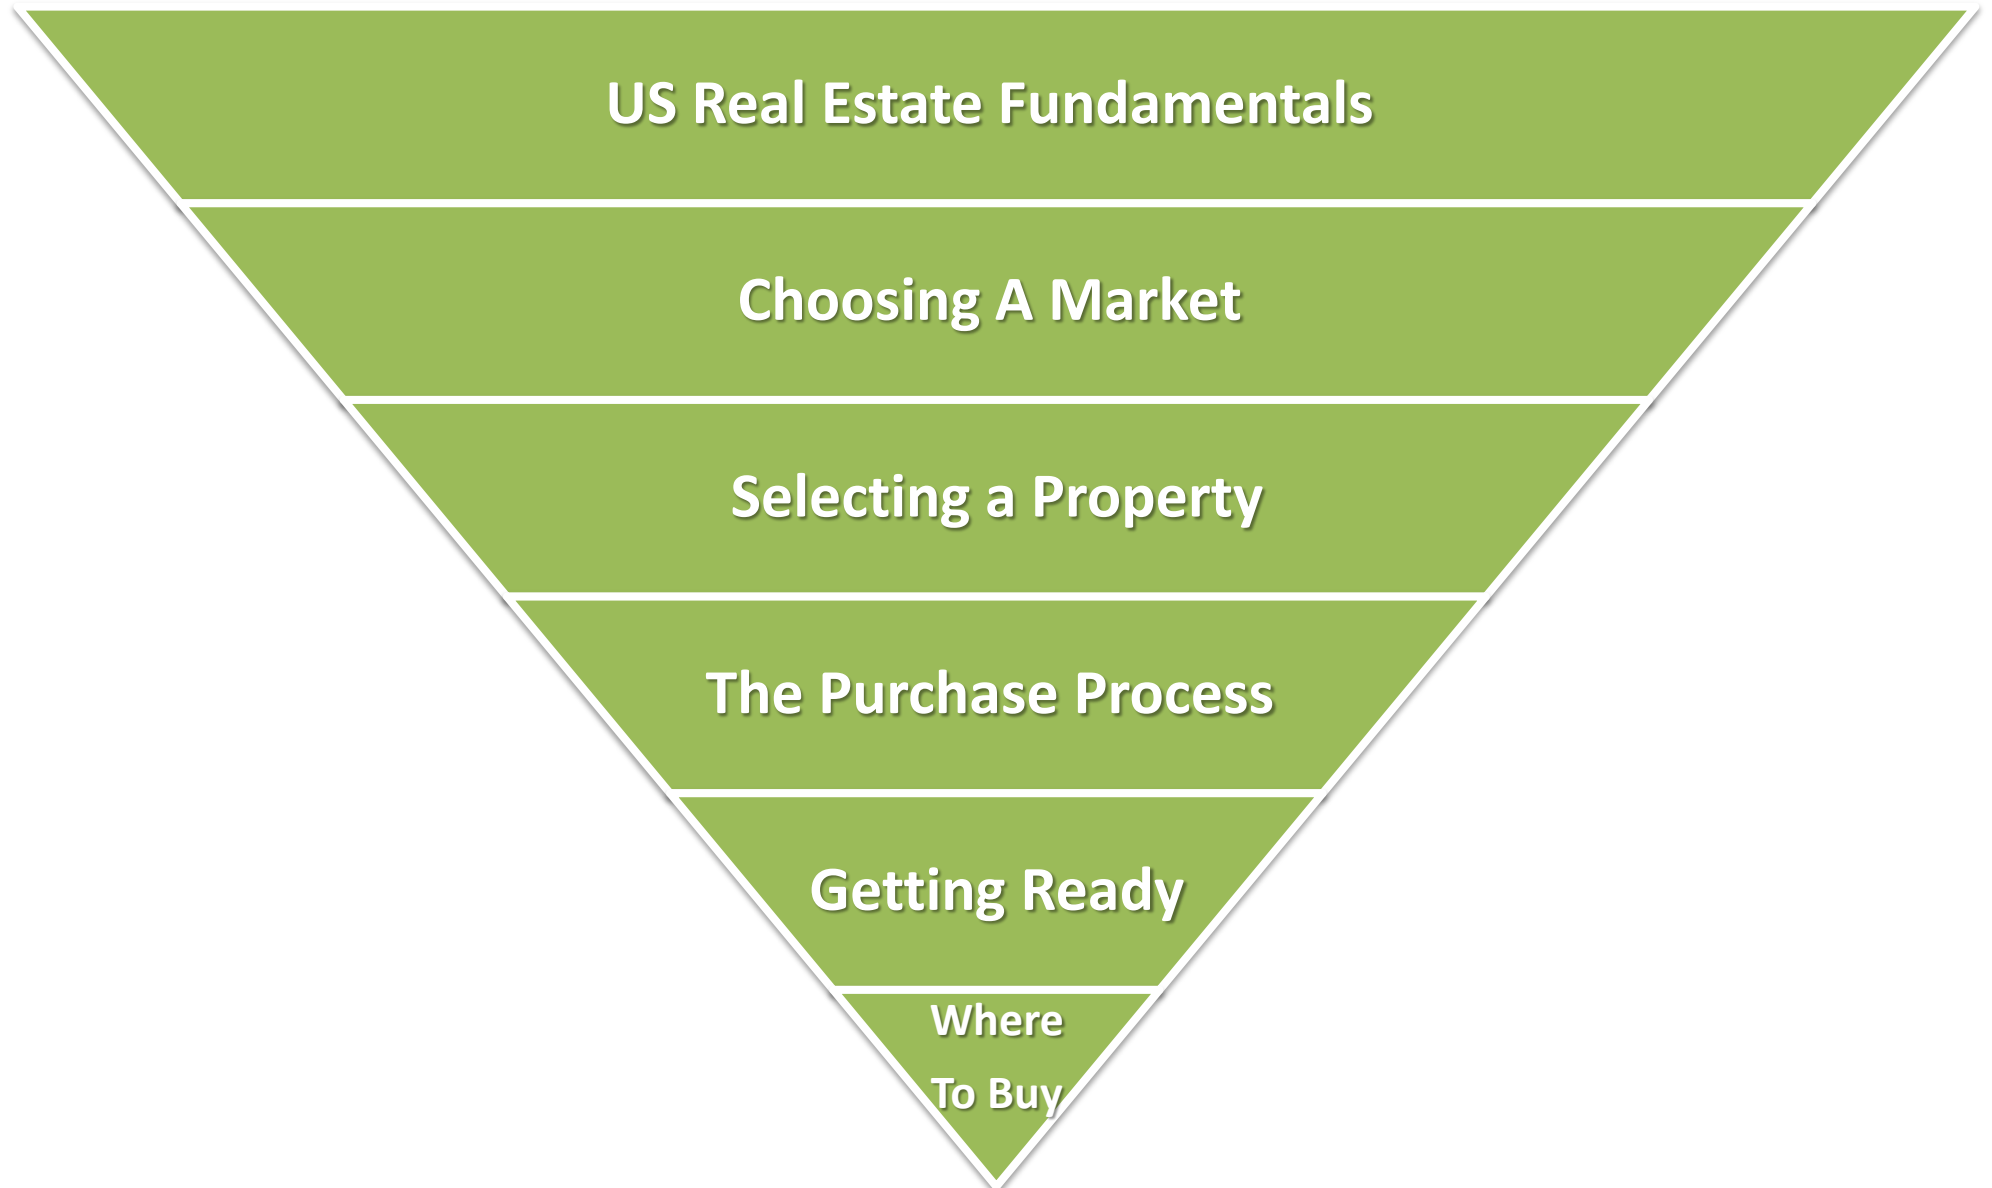 US Real Estate Fundamentals
Choosing A Market
Selecting a Property
The Purchase Process
Getting Ready
Where
To Buy